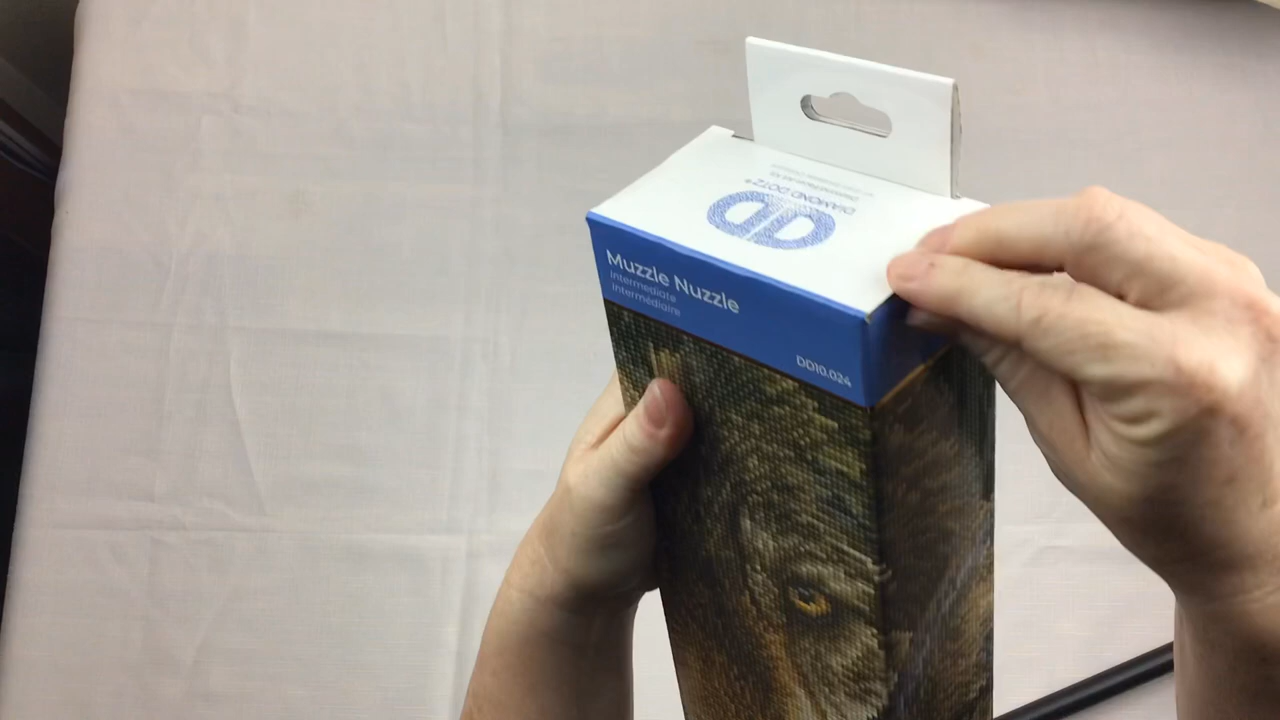 DIAMOND DOTZ®
Muzzle Nuzzle
Intermediate
Intermédiaire
DD10.024